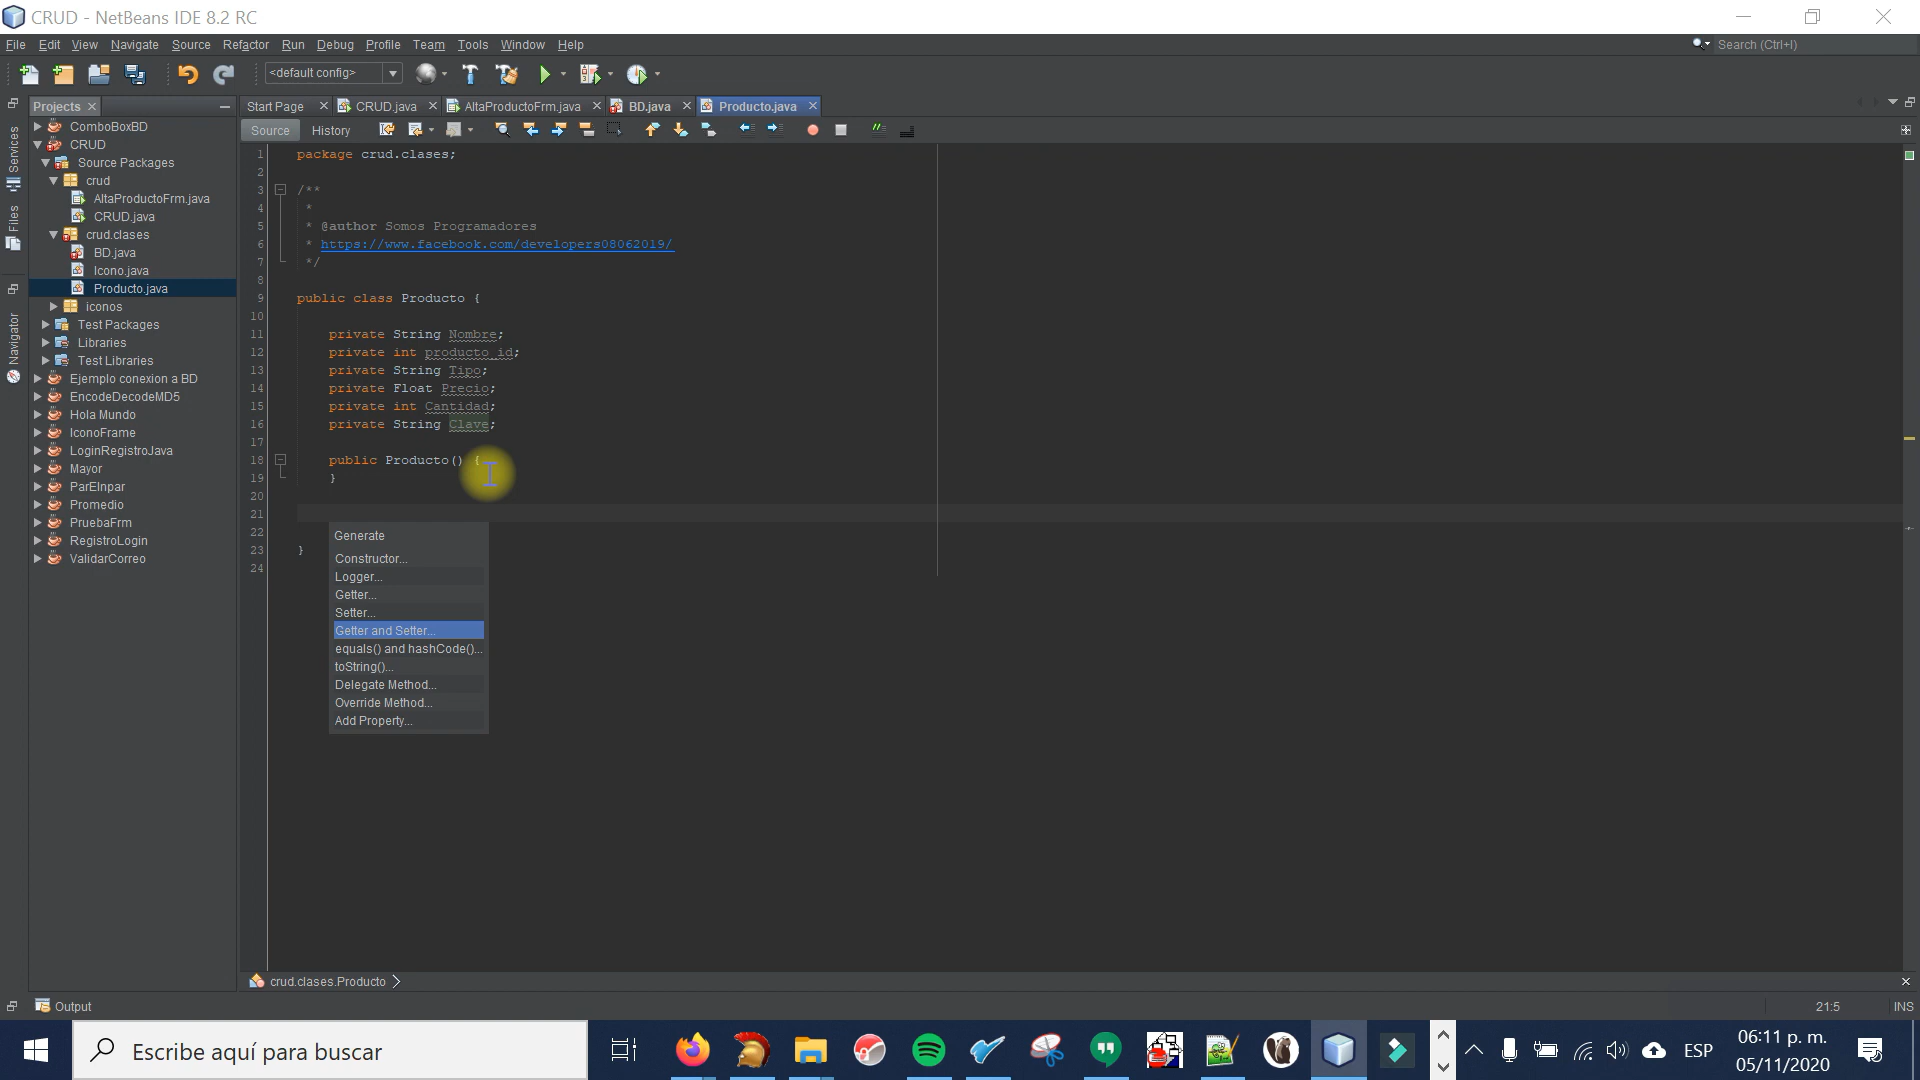 CRUD - NetBeans IDE 8.2 RC
File Edit View Navigate Source Refactor Run Debug Profile Team Tools Window Help
Search (Ctrl+I)
<default config>
Projects
Start Page
CRUD.java
AltaProductoFrm.java
BD.java
Producto.java
Source
History
Services
Files
Navigator
ComboBoxBD
CRUD
Source Packages
crud
AltaProductoFrm.java
CRUD.java
crud.clases
BD.java
Icono.java
Producto.java
iconos
Test Packages
Libraries
Test Libraries
Ejemplo conexion a BD
EncodeDecodeMD5
Hola Mundo
IconoFrame
LoginRegistroJava
Mayor
ParEInpar
Promedio
PruebaFrm
RegistroLogin
ValidarCorreo
1 package crud.clases;
2
3 /**
4 *
5 * @author Somos Programadores
6 * https://www.facebook.com/developers08062019/
7 */
8
9 public class Producto {
10
11 private String Nombre;
12 private int producto_id;
13 private String Tipo;
14 private Float Precio;
15 private int Cantidad;
16 private String Clave;
17
18 public Producto() {
19 }
20
21
22
23 }
24
Generate
Constructor...
Logger...
Getter...
Setter...
Getter and Setter...
equals() and hashCode()...
toString()...
Delegate Method...
Override Method...
Add Property...
crud.clases.Producto
Output
21:5
INS
Escribe aquí para buscar
ESP
06:11 p. m.
05/11/2020